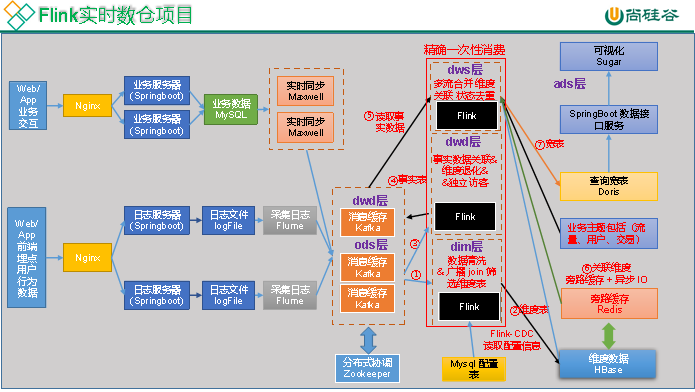 Flink实时数仓项目
尚硅谷
精确一次性消费
Web/
App
业务
交互
Nginx
业务服务器
(Springboot)
业务服务器
(Springboot)
业务数据
MySQL
实时同步
Maxwell
实时同步
Maxwell
⑤读取事
实数据
dws层
多流合并 维度
关联 状态去重
Flink
dwd层
事实数据关联&
维度退化&
&独立访客
Flink
④事实表
dim层
数据清洗
& 广播 join 筛
选维度表
Flink
③
①
②维度表
Flink- CDC
读取配置信息
Mysql 配置
表
dwd层
消息缓存
Kafka
ods层
消息缓存
Kafka
消息缓存
Kafka
分布式协调
Zookeeper
Web/
App
前端
埋点
用户
行为
数据
Nginx
日志服务器
(Springboot)
日志文件
logFile
采集日志
Flume
日志服务器
(Springboot)
日志文件
logFile
采集日志
Flume
可视化
Sugar
ads层
SpringBoot 数据接
口服务
⑦宽表
查询宽表
Doris
业务主题包括（流
量、用户、交易）
⑥关联维度
旁路缓存 + 异步 IO
旁路缓存
Redis
维度数据
HBase